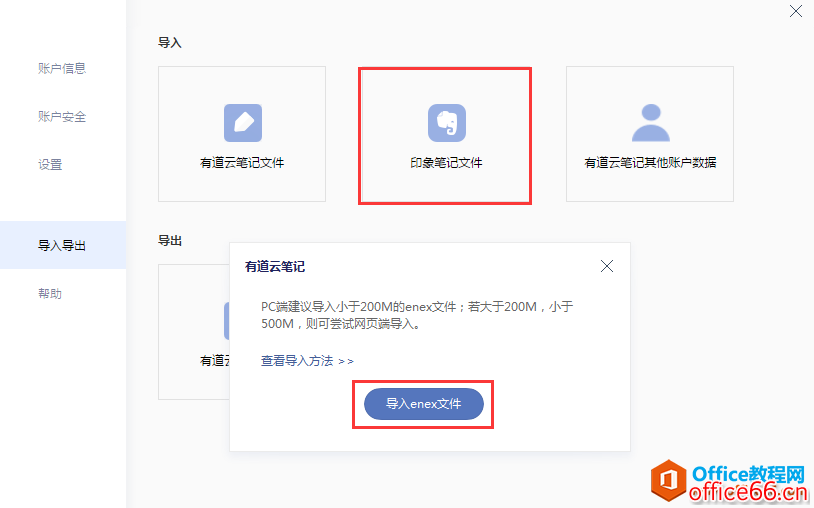 账户信息
账户安全
设置
导入导出
帮助
导入
有道云笔记文件
印象笔记文件
有道云笔记其他账户数据
导出
有道云
有道云笔记
PC端建议导入小于200M的enex文件；若大于200M，小于
500M，则可尝试网页端导入。
查看导入方法 >>
导入enex文件
Office教程网
office66.cn